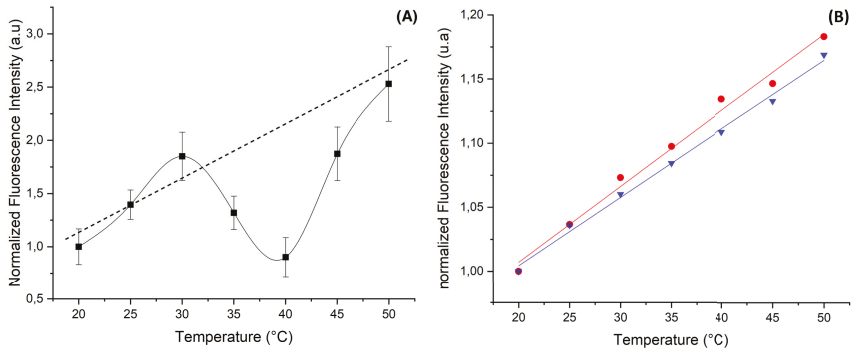 (A)
Normalized Fluorescence Intensity (a.u)
3,0
2,5
2,0
1,5
1,0
0,5
20 25 30 35 40 45 50
Temperature (°C)
(B)
normalized Fluorescence Intensity (u.a)
1,20
1,15
1,10
1,05
1,00
20 25 30 35 40 45 50
Temperature (°C)